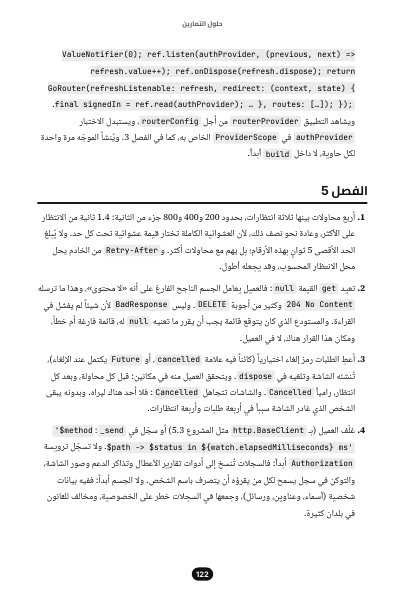 حلول التمارين
ValueNotifier(0); ref.listen(authProvider, (previous, next) =>
refresh.value++); ref.onDispose(refresh.dispose); return
GoRouter(refreshListenable: refresh, redirect: (context, state) {
final signedIn = ref.read(authProvider); … }, routes: […]); });.
ويشاهد التطبيق routerProvider من أجل routerConfig ، ويستبدل الاختبار
authProvider في ProviderScope الخاص به، كما في الفصل 3. ويُنشأ الموجّه مرة واحدة
لكل حاوية، لا داخل build أبداً.
الفصل 5
1. أربع محاولات بينها ثلاثة انتظارات، بحدود 200 و400 و800 جزء من الثانية: 1.4 ثانية من الانتظار
على الأكثر، وعادة نحو نصف ذلك، لأن العشوائية الكاملة تختار قيمة عشوائية تحت كل حد. ولا يُبلغ
الحد الأقصى 5 ثوانٍ بهذه الأرقام؛ بل يهم مع محاولات أكثر. و Retry-After من الخادم يحل
محل الانتظار المحسوب، وقد يجعله أطول.
2. تعيد get القيمة null : فالعميل يعامل الجسم الناجح الفارغ على أنه «لا محتوى»، وهذا ما ترسله
204 No Content وكثير من أجوبة DELETE . وليس BadResponse لأن شيئاً لم يفشل في
القراءة. والمستودع الذي كان يتوقع قائمة يجب أن يقرر ما تعنيه null له، قائمة فارغة أم خطأ،
ومكان هذا القرار هناك، لا في العميل.
3. أعطِ الطلبات رمز إلغاء اختيارياً (كائناً فيه علامة cancelled ، أو Future يكتمل عند الإلغاء)،
تُنشئه الشاشة وتلغيه في dispose . ويتحقق العميل منه في مكانين: قبل كل محاولة، وبعد كل
انتظار، رامياً Cancelled . والشاشات تتجاهل Cancelled : فلا أحد هناك ليراه. وبدونه يبقى
الشخص الذي غادر الشاشة سبباً في أربعة طلبات وأربعة انتظارات.
4. غلّف العميل (بـ http.BaseClient مثل المشروع 5.3) أو سجّل في _send : '$method
$path -> $status in ${watch.elapsedMilliseconds} ms'. ولا تسجّل ترويسة
Authorization أبداً: فالسجلات تُنسخ إلى أدوات تقارير الأعطال وتذاكر الدعم وصور الشاشة،
والتوكن في سجل يسمح لكل من يقرؤه أن يتصرف باسم الشخص. ولا الجسم أبداً: ففيه بيانات
شخصية (أسماء، وعناوين، ورسائل)، وجمعها في السجلات خطر على الخصوصية، ومخالف للقانون
في بلدان كثيرة.
122